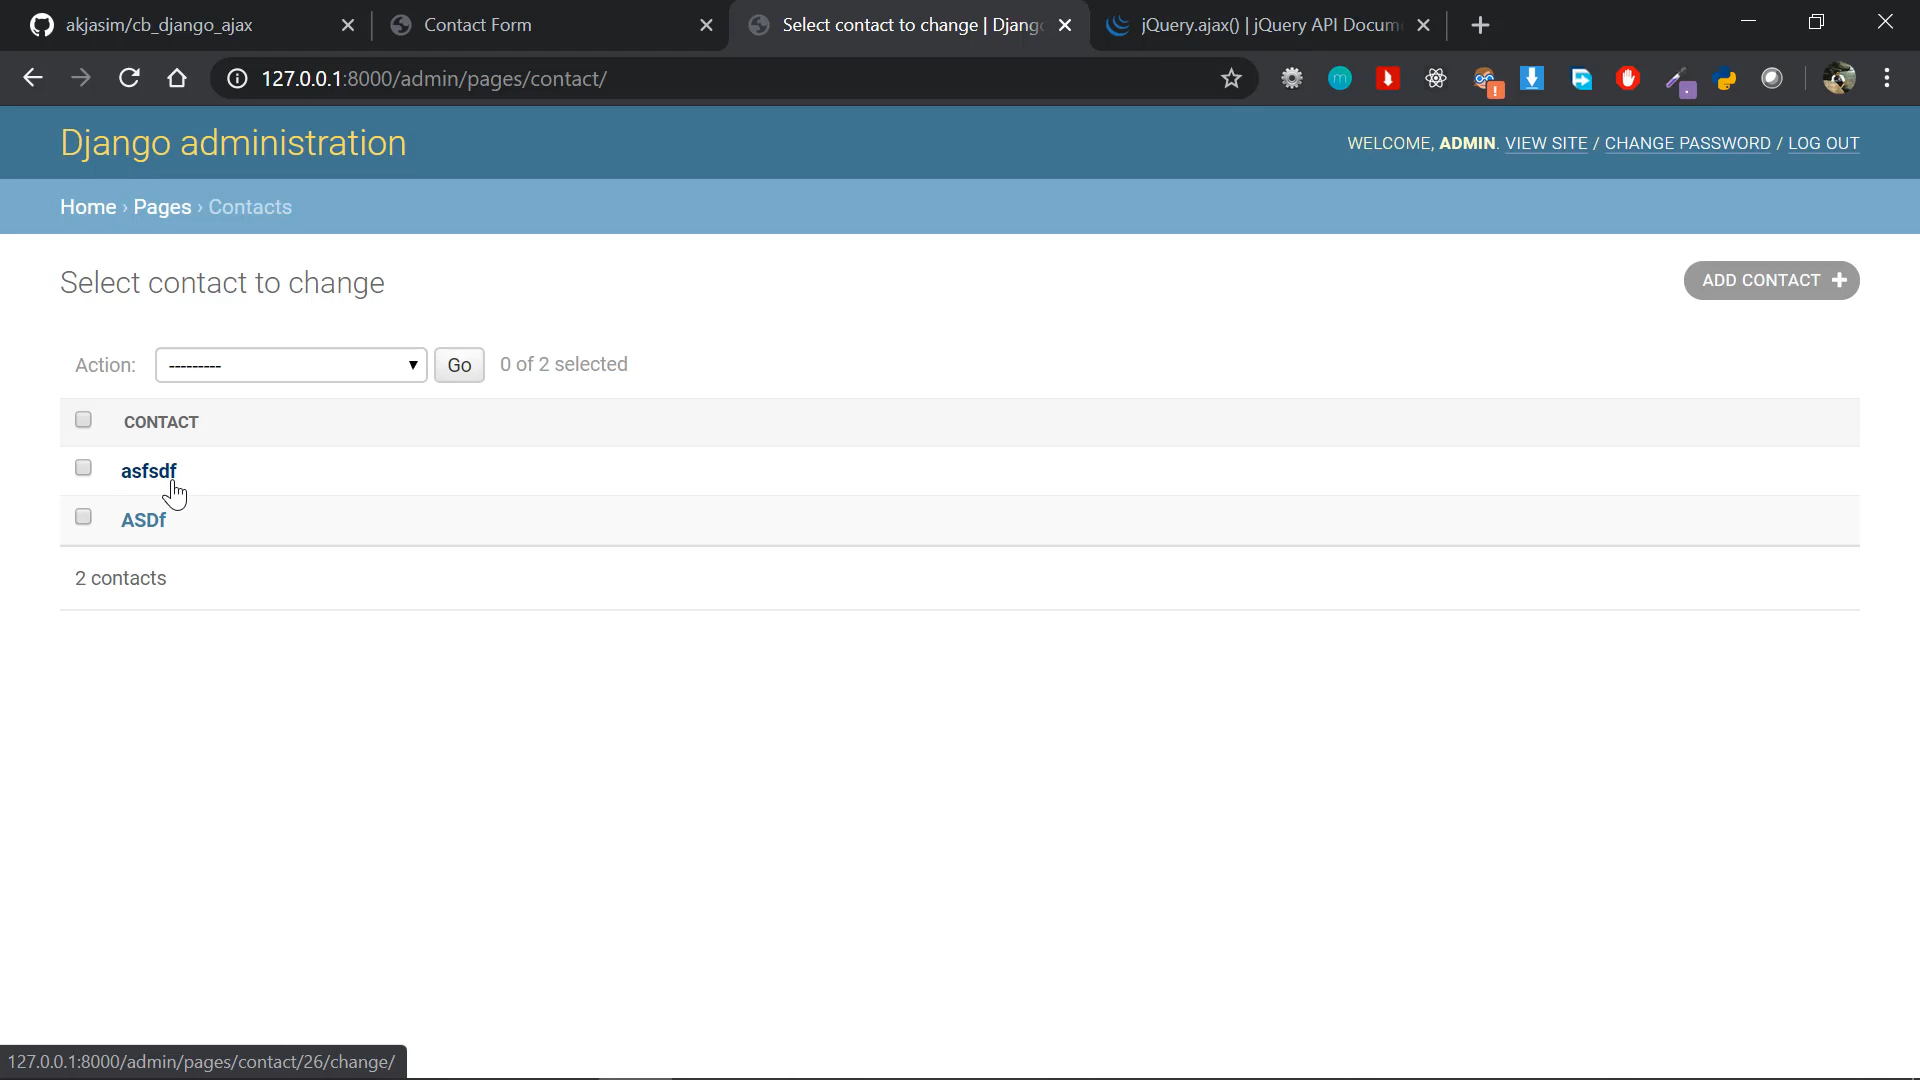 akjasim/cb_django_ajax
Contact Form
Select contact to change | Django
jQuery.ajax() | jQuery API Docum
127.0.0.1:8000/admin/pages/contact/
Django administration
WELCOME, ADMIN. VIEW SITE / CHANGE PASSWORD / LOG OUT
Home › Pages › Contacts
Select contact to change
ADD CONTACT +
Action: --------- Go 0 of 2 selected
CONTACT
asfsdf
ASDf
2 contacts
127.0.0.1:8000/admin/pages/contact/26/change/